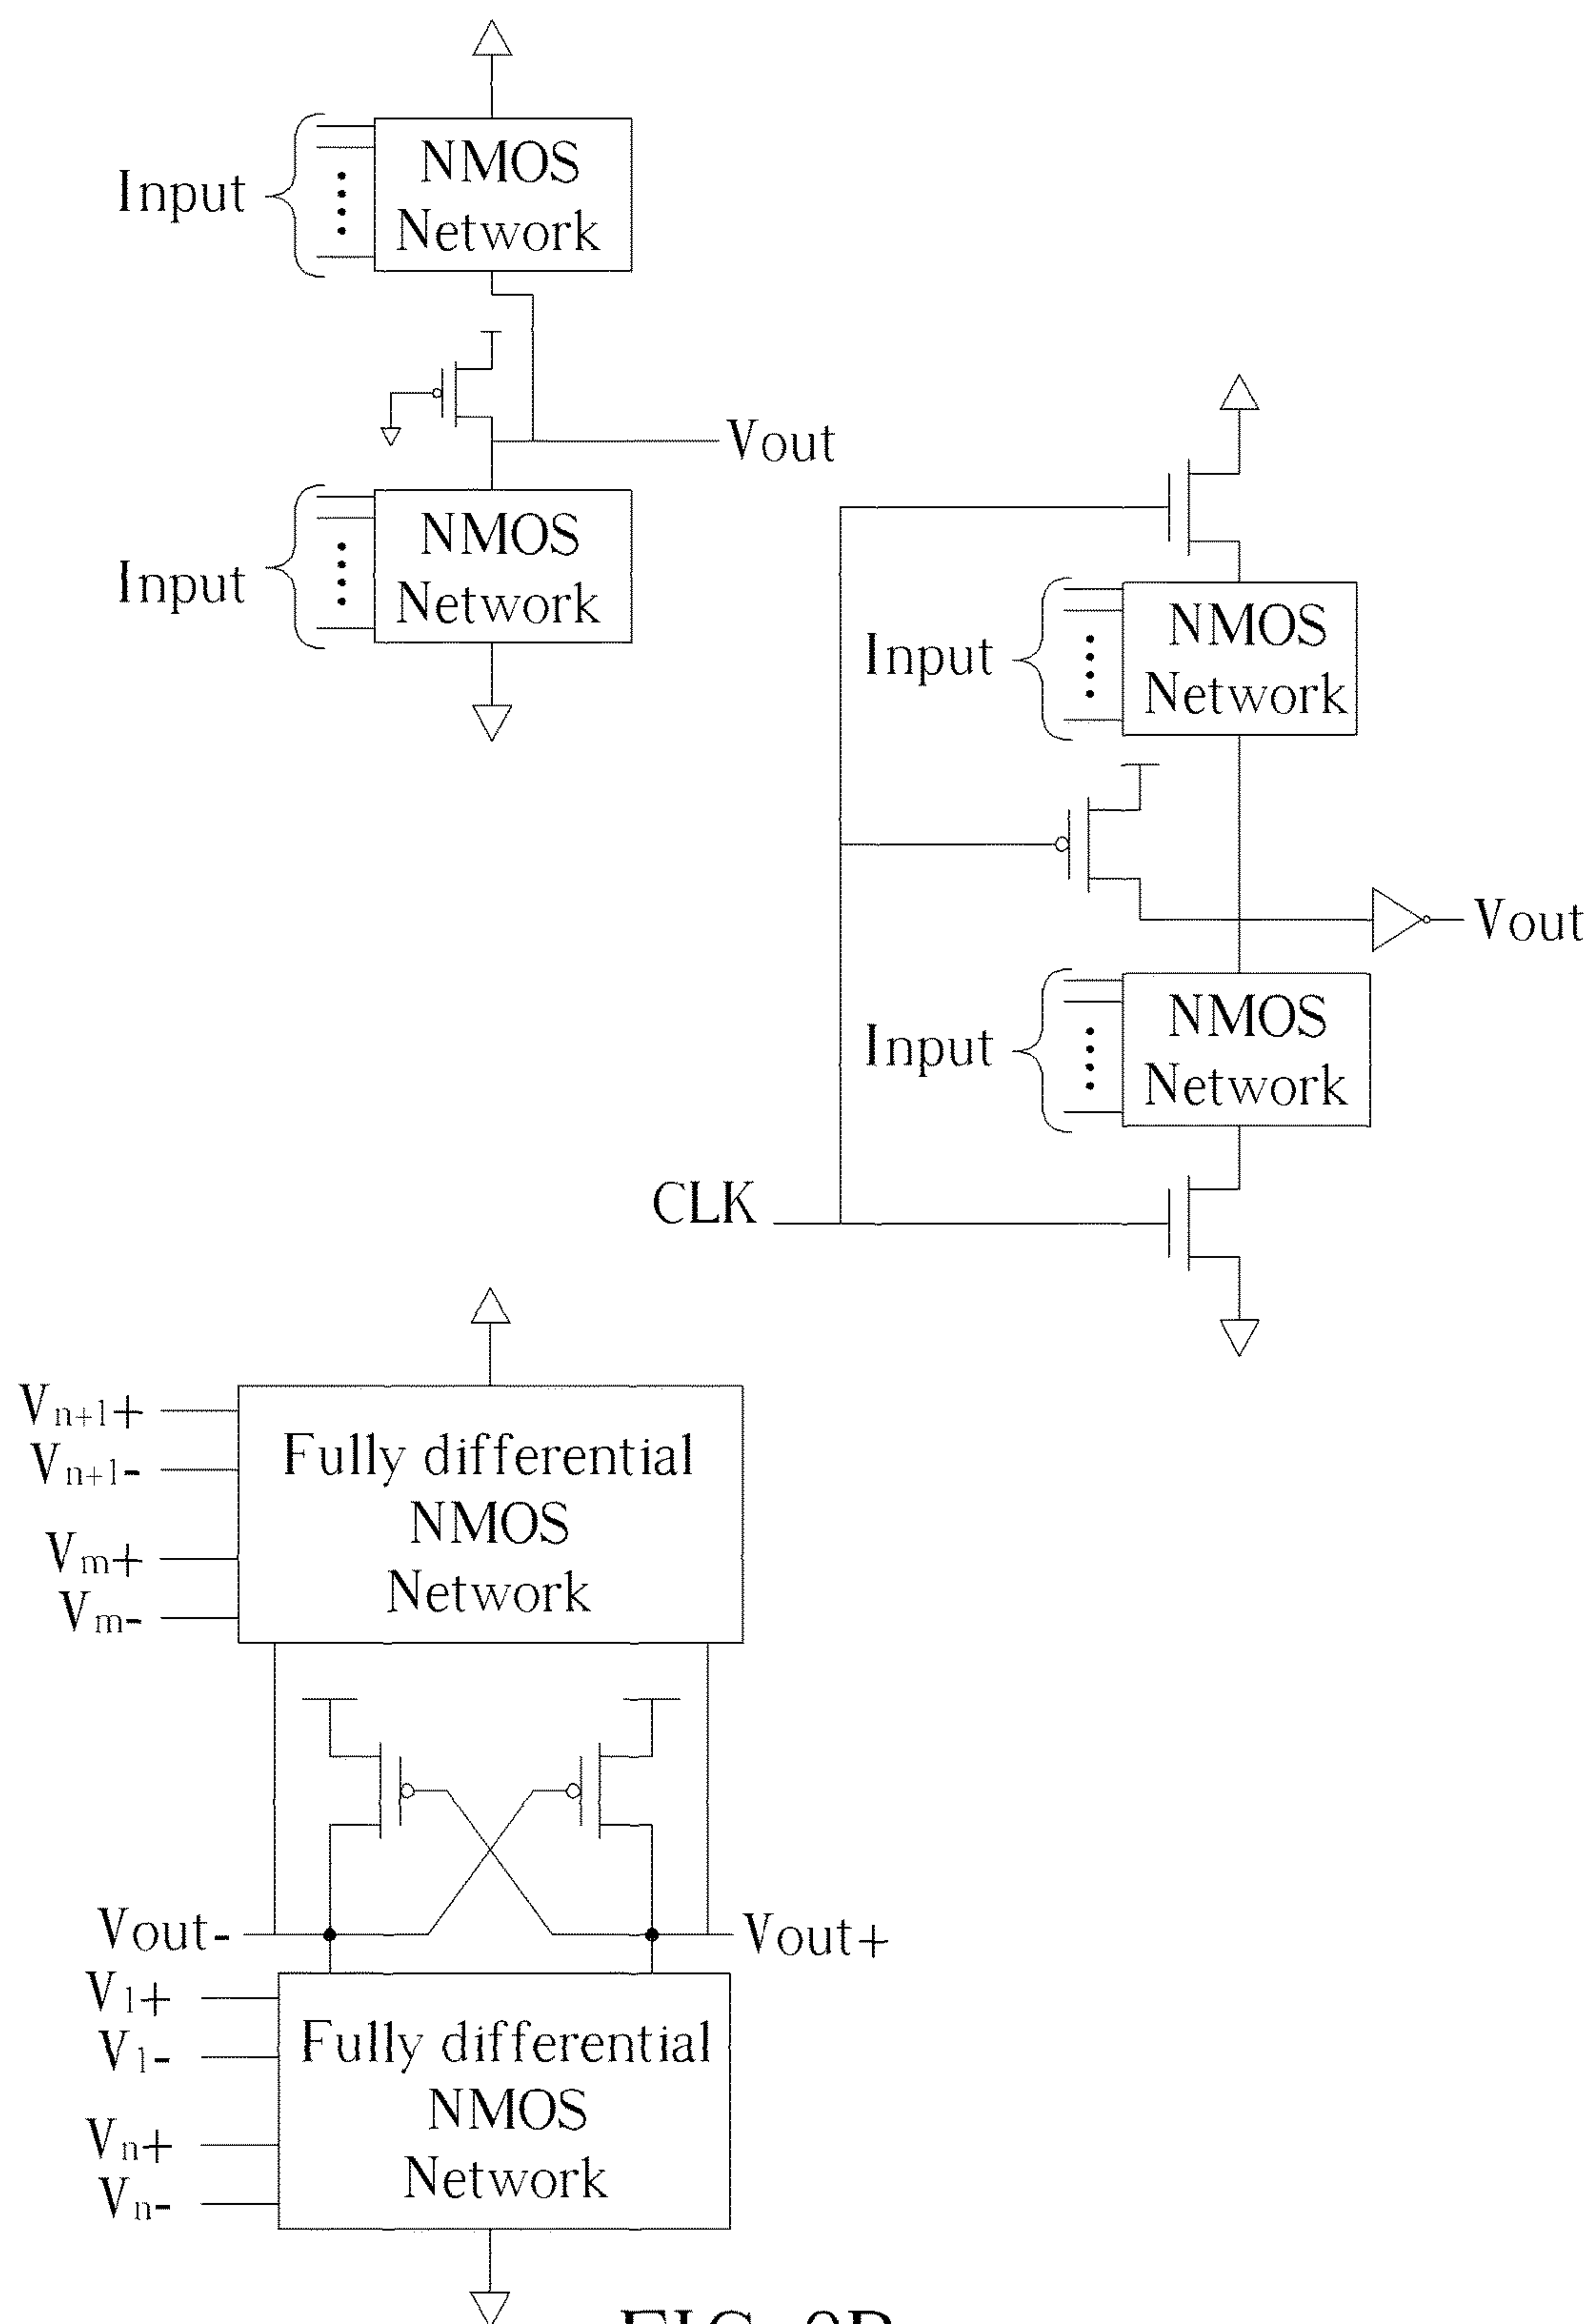 Input
NMOS
Network
Vout
Input
NMOS
Network
Input
NMOS
Network
Vout
Input
NMOS
Network
CLK
Vn+1+
Vn+1-
Vm+
Vm-
Fully differential
NMOS
Network
Vout-
Vout+
V1+
V1-
Vn+
Vn-
Fully differential
NMOS
Network